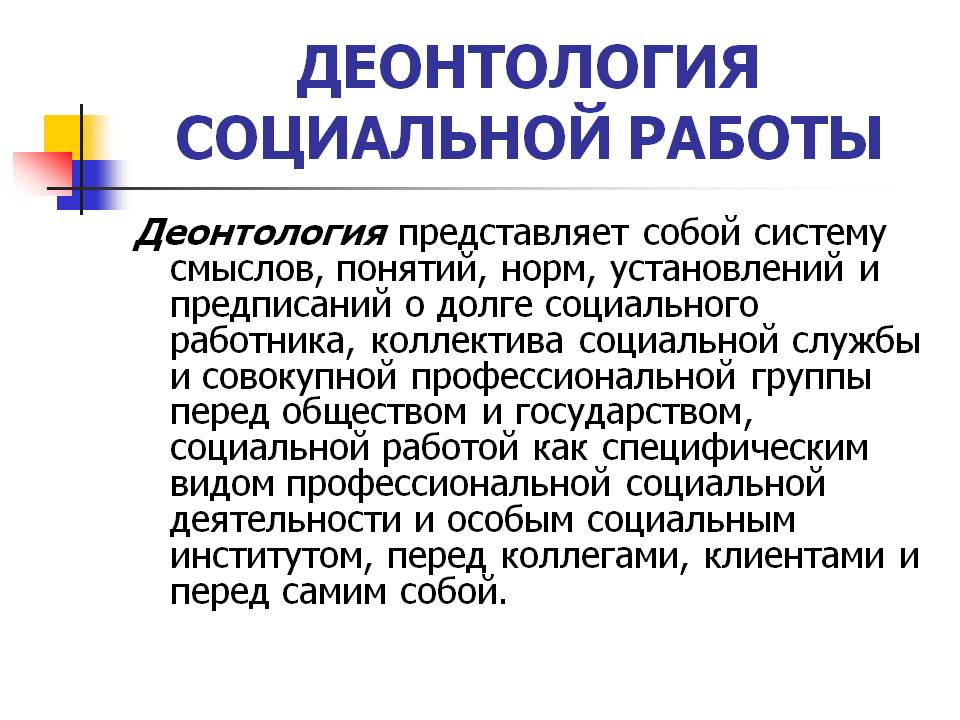 ДЕОНТОЛОГИЯ
СОЦИАЛЬНОЙ РАБОТЫ
Деонтология представляет собой систему
смыслов, понятий, норм, установлений и
предписаний о долге социального
работника, коллектива социальной службы
и совокупной профессиональной группы
перед обществом и государством,
социальной работой как специфическим
видом профессиональной социальной
деятельности и особым социальным
институтом, перед коллегами, клиентами и
перед самим собой.